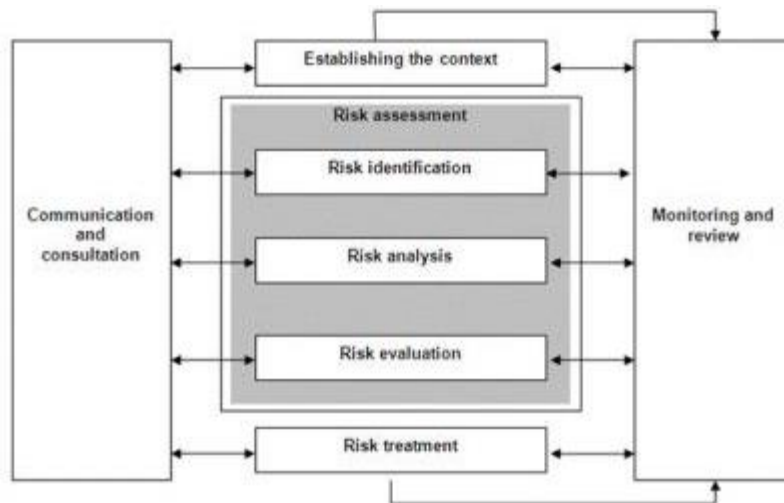 Establishing the context
Risk assessment
Risk identification
Communication
and
consultation
Monitoring and
review
Risk analysis
Risk evaluation
Risk treatment